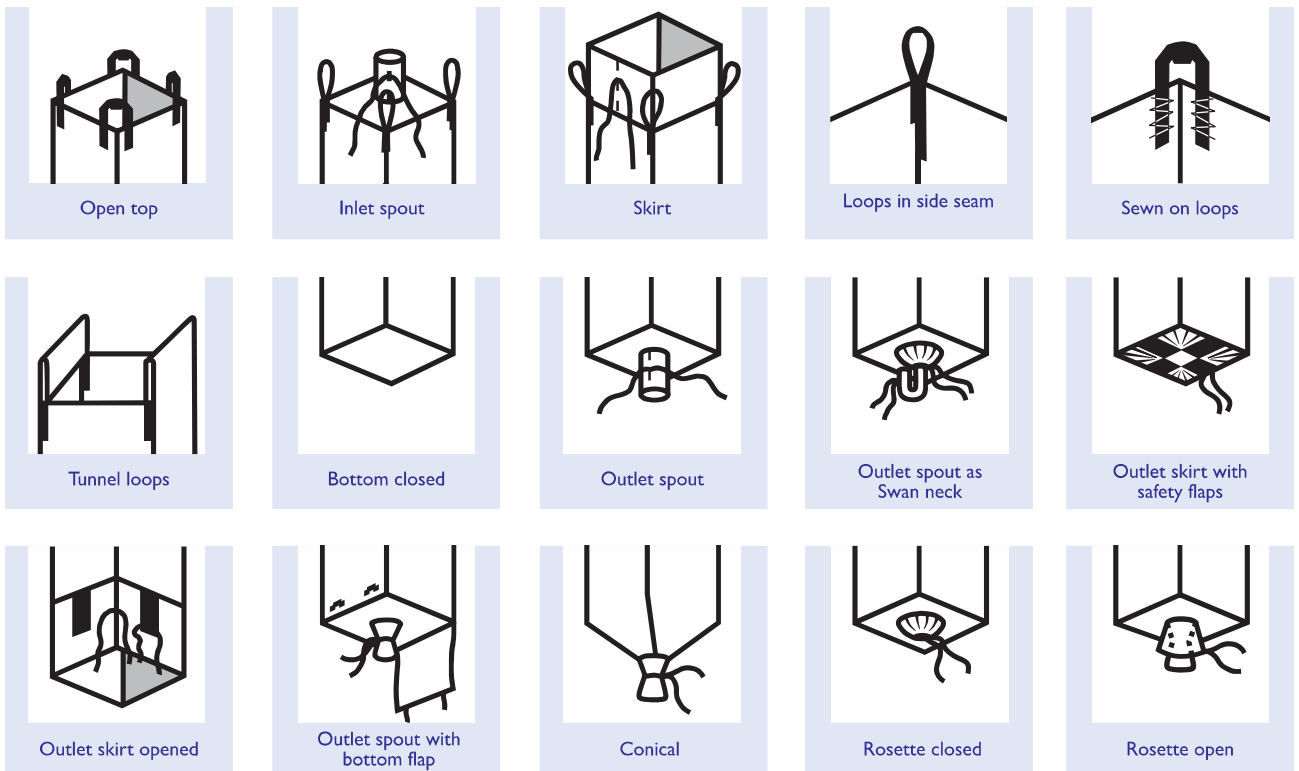 Open top
Inlet spout
Skirt
Loops in side seam
Sewn on loops
Tunnel loops
Bottom closed
Outlet spout
Outlet spout as
Swan neck
Outlet skirt with
safety flaps
Outlet skirt opened
Outlet spout with
bottom flap
Conical
Rosette closed
Rosette open